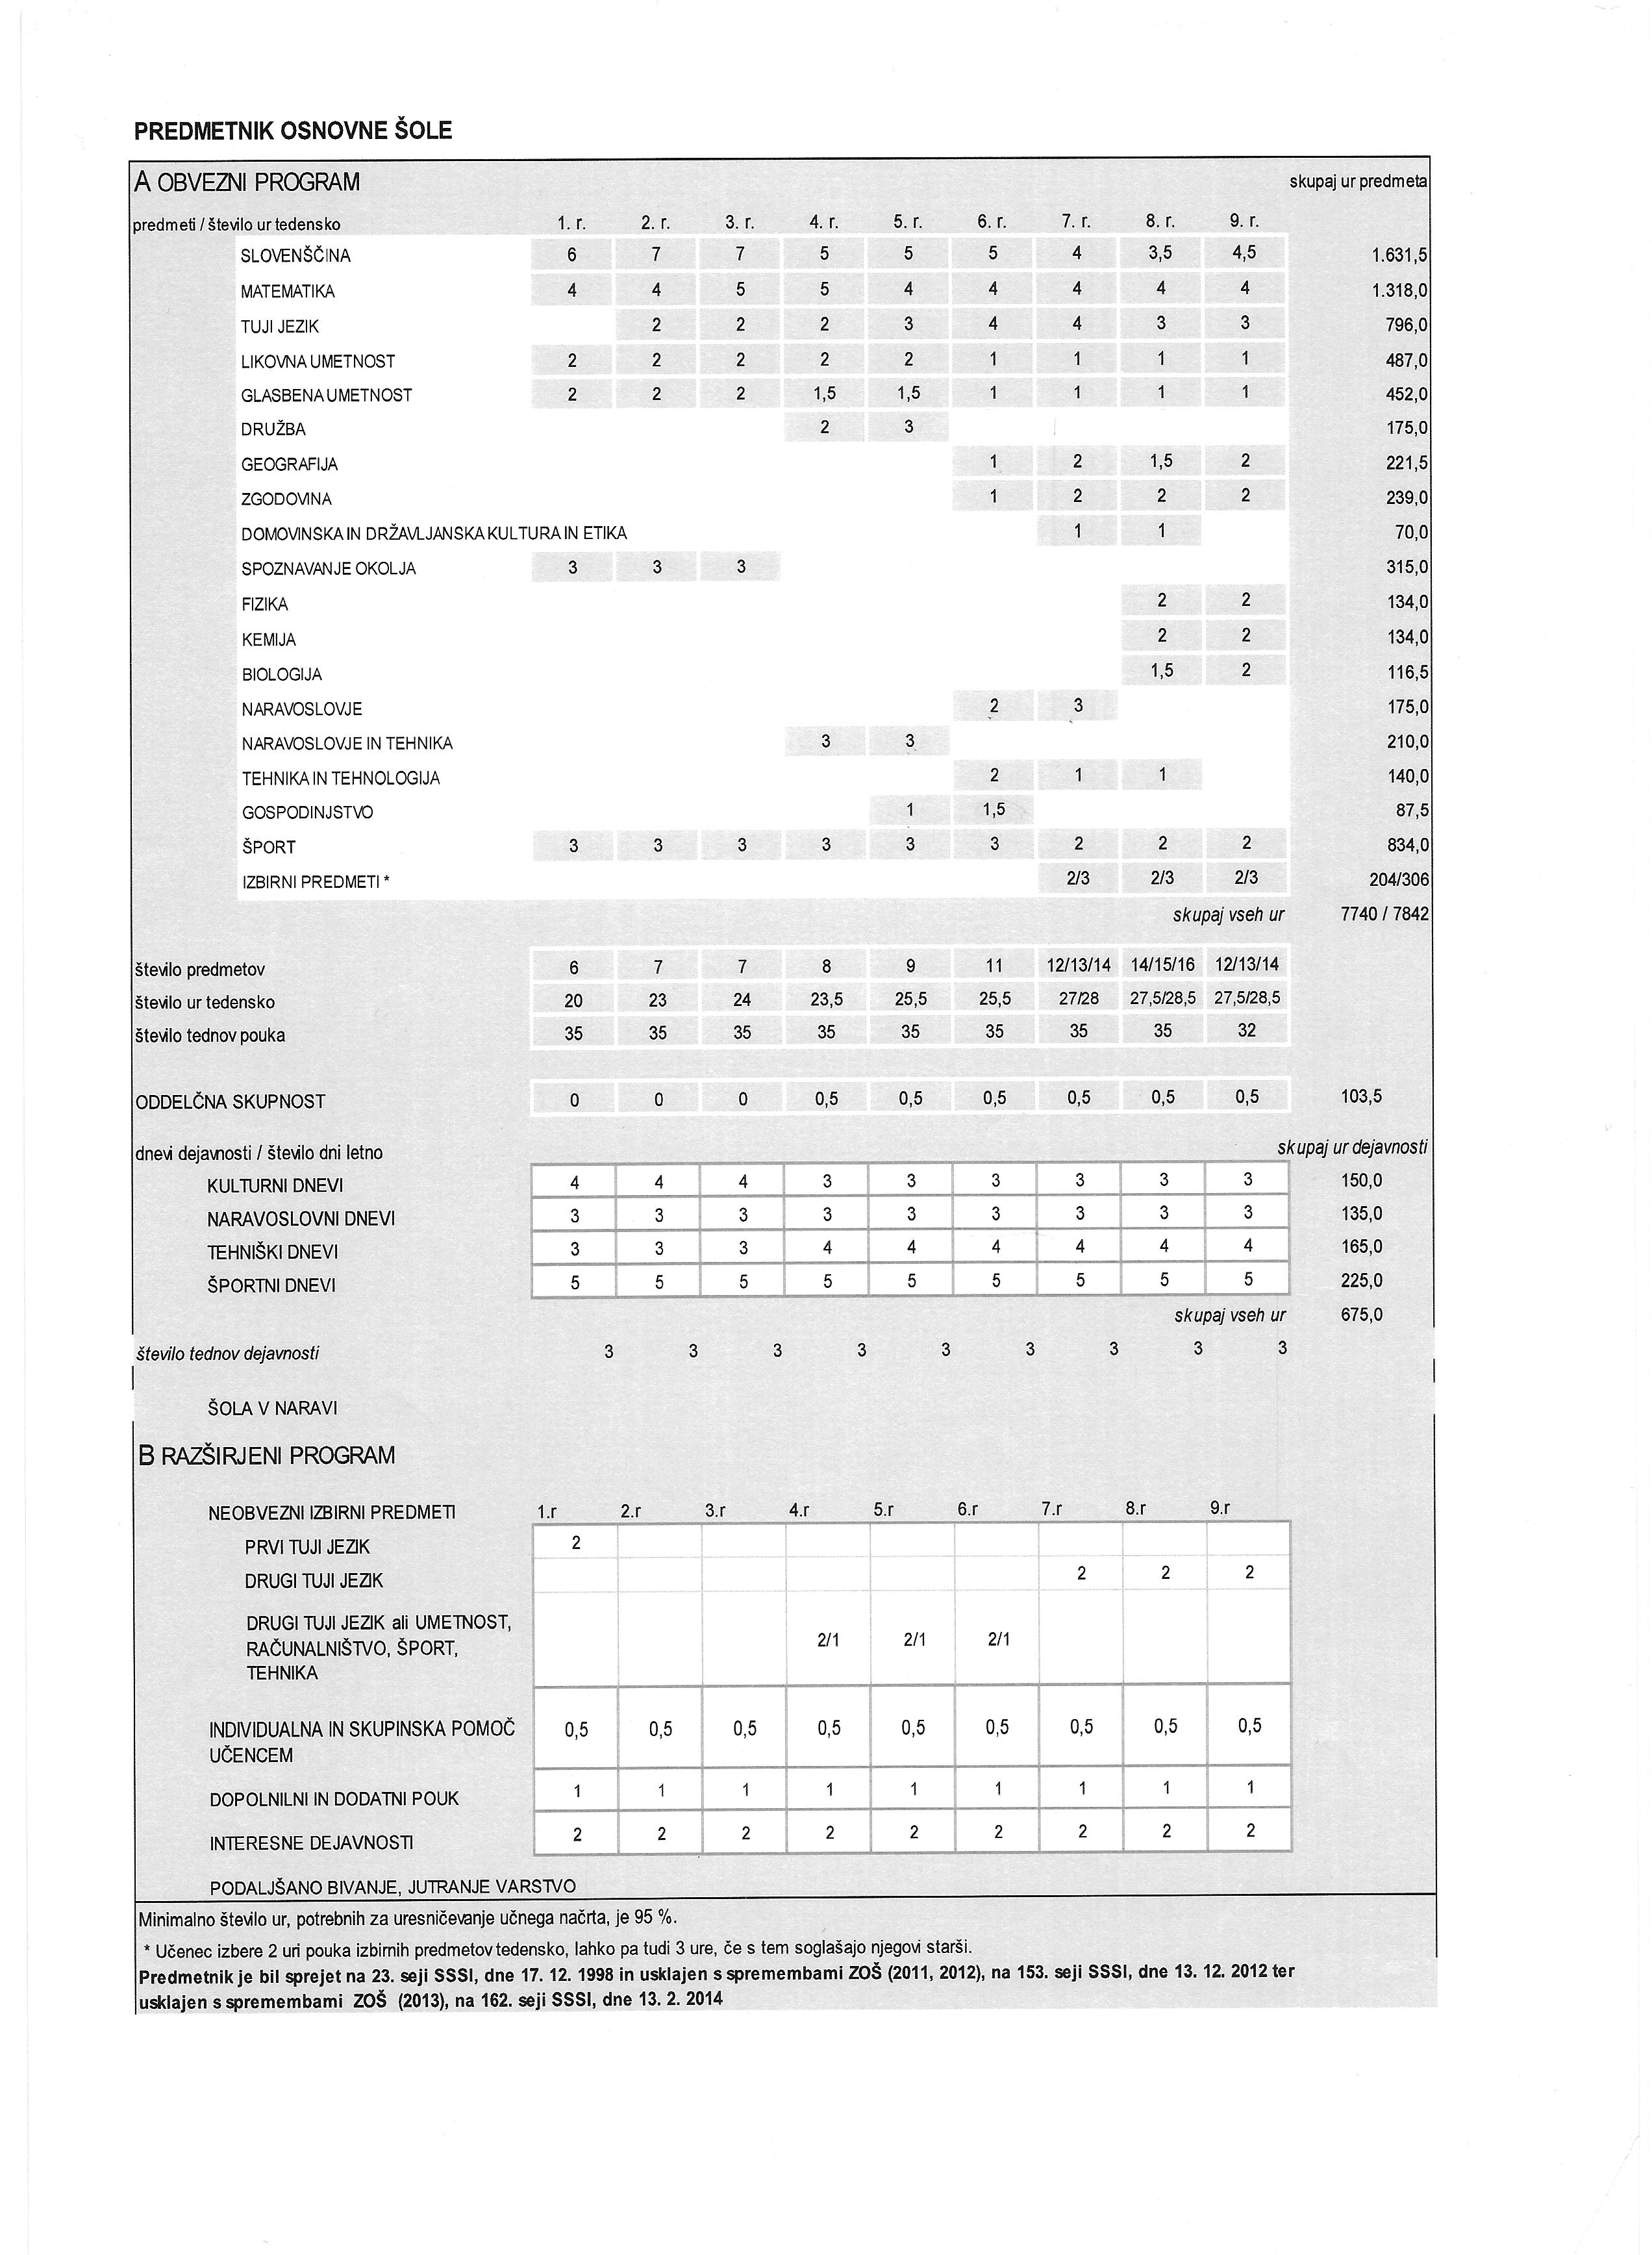 PREDMETNIK OSNOVNE ŠOLE
A OBVEZNI PROGRAM skupaj ur predmeta
predmeti / število ur tedensko 1. r. 2. r. 3. r. 4. r. 5. r. 6. r. 7. r. 8. r. 9. r.
SLOVENŠČINA 6 7 7 5 5 5 4 3,5 4,5 1.631,5
MATEMATIKA 4 4 5 5 4 4 4 4 4 1.318,0
TUJI JEZIK 2 2 2 3 4 4 3 3 796,0
LIKOVNA UMETNOST 2 2 2 2 2 1 1 1 1 487,0
GLASBENA UMETNOST 2 2 2 1,5 1,5 1 1 1 1 452,0
DRUŽBA 2 3 175,0
GEOGRAFIJA 1 2 1,5 2 221,5
ZGODOVINA 1 2 2 2 239,0
DOMOVINSKA IN DRŽAVLJANSKA KULTURA IN ETIKA 1 1 70,0
SPOZNAVANJE OKOLJA 3 3 3 315,0
FIZIKA 2 2 134,0
KEMIJA 2 2 134,0
BIOLOGIJA 1,5 2 116,5
NARAVOSLOVJE 2 3 175,0
NARAVOSLOVJE IN TEHNIKA 3 3 210,0
TEHNIKA IN TEHNOLOGIJA 2 1 1 140,0
GOSPODINJSTVO 1 1,5 87,5
ŠPORT 3 3 3 3 3 3 2 2 2 834,0
IZBIRNI PREDMETI * 2/3 2/3 2/3 204/306
skupaj vseh ur 7740 / 7842
število predmetov 6 7 7 8 9 11 12/13/14 14/15/16 12/13/14
število ur tedensko 20 23 24 23,5 25,5 25,5 27/28 27,5/28,5 27,5/28,5
število tednov pouka 35 35 35 35 35 35 35 35 32
ODDELČNA SKUPNOST 0 0 0 0,5 0,5 0,5 0,5 0,5 0,5 103,5
dnevi dejavnosti / število dni letno skupaj ur dejavnosti
KULTURNI DNEVI 4 4 4 3 3 3 3 3 3 150,0
NARAVOSLOVNI DNEVI 3 3 3 3 3 3 3 3 3 135,0
TEHNIŠKI DNEVI 3 3 3 4 4 4 4 4 4 165,0
ŠPORTNI DNEVI 5 5 5 5 5 5 5 5 5 225,0
skupaj vseh ur 675,0
število tednov dejavnosti 3 3 3 3 3 3 3 3 3
ŠOLA V NARAVI
B RAZŠIRJENI PROGRAM
NEOBVEZNI IZBIRNI PREDMETI 1.r 2.r 3.r 4.r 5.r 6.r 7.r 8.r 9.r
PRVI TUJI JEZIK 2
DRUGI TUJI JEZIK 2 2 2
DRUGI TUJI JEZIK ali UMETNOST,
RAČUNALNIŠTVO, ŠPORT, 2/1 2/1 2/1
TEHNIKA
INDIVIDUALNA IN SKUPINSKA POMOČ 0,5 0,5 0,5 0,5 0,5 0,5 0,5 0,5 0,5
UČENCEM
DOPOLNILNI IN DODATNI POUK 1 1 1 1 1 1 1 1 1
INTERESNE DEJAVNOSTI 2 2 2 2 2 2 2 2 2
PODALJŠANO BIVANJE, JUTRANJE VARSTVO
Minimalno število ur, potrebnih za uresničevanje učnega načrta, je 95 %.
* Učenec izbere 2 uri pouka izbirnih predmetov tedensko, lahko pa tudi 3 ure, če s tem soglašajo njegovi starši.
Predmetnik je bil sprejet na 23. seji SSSI, dne 17. 12. 1998 in usklajen s spremembami ZOŠ (2011, 2012), na 153. seji SSSI, dne 13. 12. 2012 ter
usklajen s spremembami ZOŠ (2013), na 162. seji SSSI, dne 13. 2. 2014